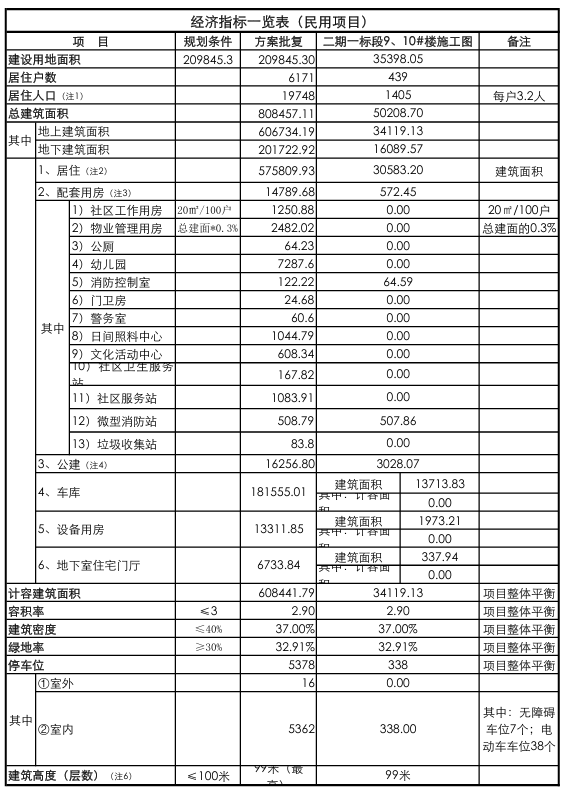 经济指标一览表（民用项目）
项　目 规划条件 方案批复 二期一标段9、10#楼施工图 备注
建设用地面积 209845.3 209845.30 35398.05
居住户数 6171 439
居住人口（注1） 19748 1405 每户3.2人
总建筑面积 808457.11 50208.70
其中 地上建筑面积 606734.19 34119.13
地下建筑面积 201722.92 16089.57
1、居住（注2） 575809.93 30583.20 建筑面积
2、配套用房（注3） 14789.68 572.45
其中
1）社区工作用房 20㎡/100户 1250.88 0.00 20㎡/100户
2）物业管理用房 总建面*0.3% 2482.02 0.00 总建面的0.3%
3）公厕 64.23 0.00
4）幼儿园 7287.6 0.00
5）消防控制室 122.22 64.59
6）门卫房 24.68 0.00
7）警务室 60.6 0.00
8）日间照料中心 1044.79 0.00
9）文化活动中心 608.34 0.00
10）社区卫生服务站 167.82 0.00
11）社区服务站 1083.91 0.00
12）微型消防站 508.79 507.86
13）垃圾收集站 83.8 0.00
3、公建（注4） 16256.80 3028.07
4、车库 181555.01 建筑面积 13713.83
其中：计容面积 0.00
5、设备用房 13311.85 建筑面积 1973.21
其中：计容面积 0.00
6、地下室住宅门厅 6733.84 建筑面积 337.94
其中：计容面积 0.00
计容建筑面积 608441.79 34119.13 项目整体平衡
容积率 ≤3 2.90 2.90 项目整体平衡
建筑密度 ≤40% 37.00% 37.00% 项目整体平衡
绿地率 ≥30% 32.91% 32.91% 项目整体平衡
停车位 5378 338 项目整体平衡
其中 ①室外 16 0.00
②室内 5362 338.00 其中：无障碍
车位7个；电
动车车位38个
建筑高度（层数）（注6） ≤100米 99米（最高） 99米